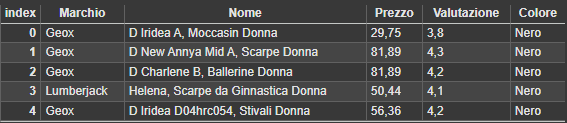 index Marchio Nome Prezzo Valutazione Colore
0 Geox D Iridea A, Moccasin Donna 29,75 3,8 Nero
1 Geox D New Annya Mid A, Scarpe Donna 81,89 4,3 Nero
2 Geox D Charlene B, Ballerine Donna 81,89 4,2 Nero
3 Lumberjack Helena, Scarpe da Ginnastica Donna 50,44 4,1 Nero
4 Geox D Iridea D04hrc054, Stivali Donna 56,36 4,2 Nero